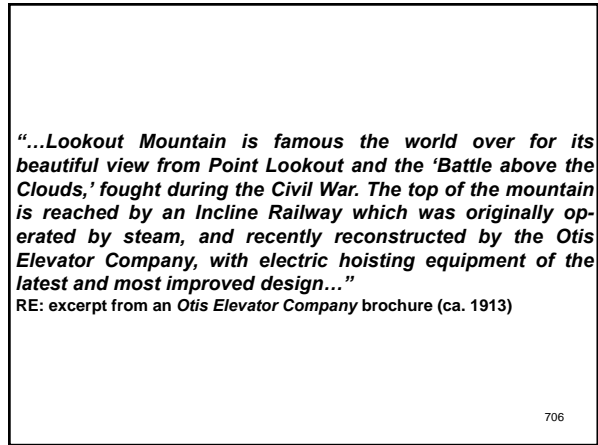 “…Lookout Mountain is famous the world over for its
beautiful view from Point Lookout and the ‘Battle above the
Clouds,’ fought during the Civil War. The top of the mountain
is reached by an Incline Railway which was originally op-
erated by steam, and recently reconstructed by the Otis
Elevator Company, with electric hoisting equipment of the
latest and most improved design…”
RE: excerpt from an Otis Elevator Company brochure (ca. 1913)
706